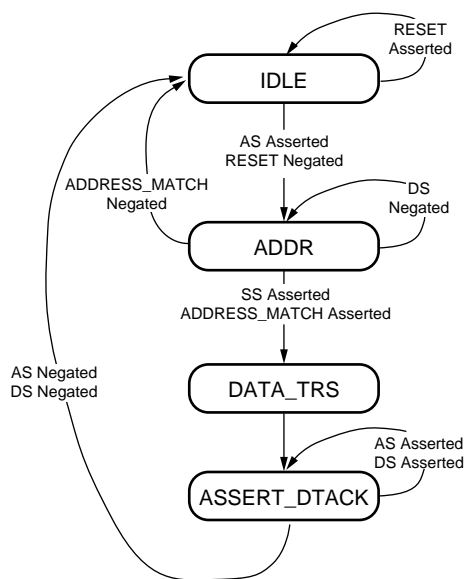 RESET
Asserted
IDLE
AS Asserted
RESET Negated
ADDRESS_MATCH
Negated
DS
Negated
ADDR
SS Asserted
ADDRESS_MATCH Asserted
AS Negated
DS Negated
DATA_TRS
AS Asserted
DS Asserted
ASSERT_DTACK